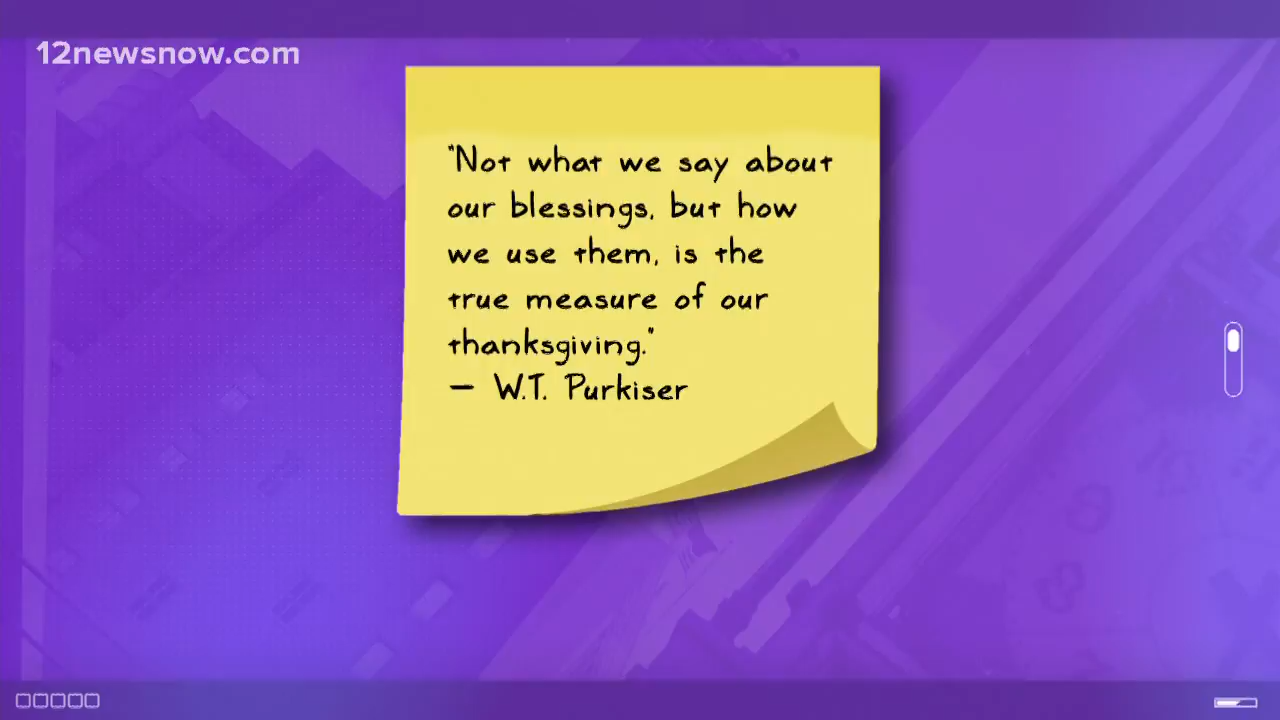 12newsnow.com
"Not what we say about
our blessings, but how
we use them, is the
true measure of our
thanksgiving."
— W.T. Purkiser